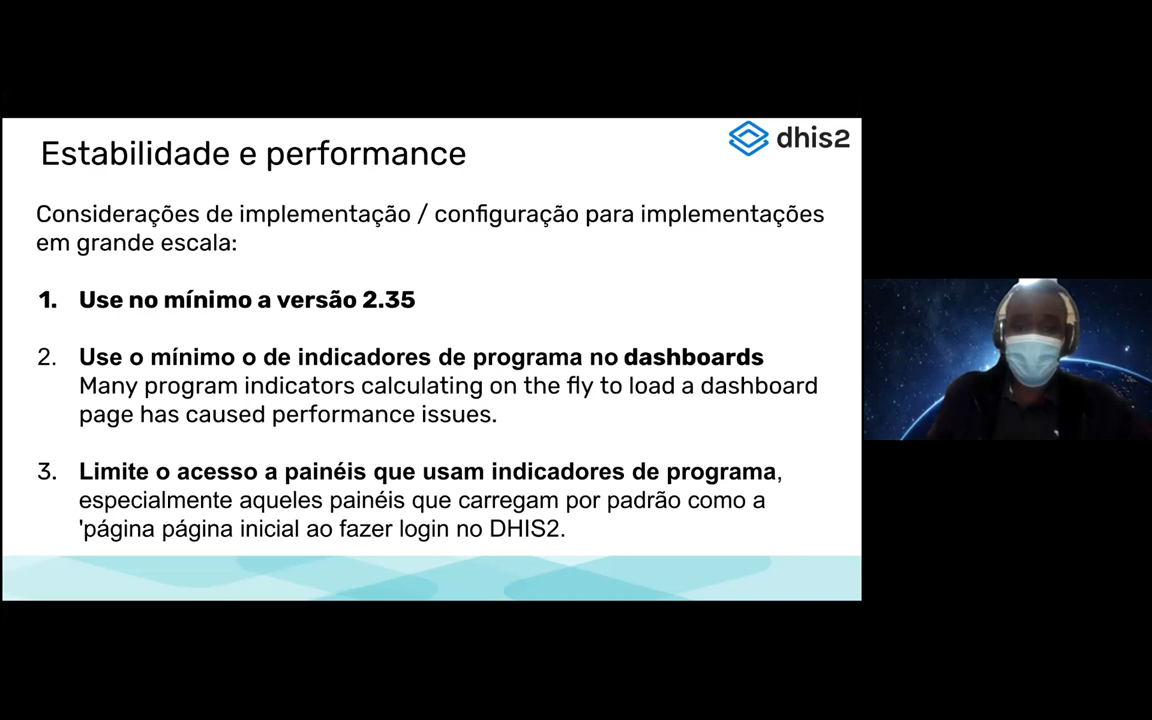 dhis2
Estabilidade e performance
Considerações de implementação / configuração para implementações
em grande escala:
1. Use no mínimo a versão 2.35
2. Use o mínimo o de indicadores de programa no dashboards
Many program indicators calculating on the fly to load a dashboard
page has caused performance issues.
3. Limite o acesso a painéis que usam indicadores de programa,
especialmente aqueles painéis que carregam por padrão como a
'página página inicial ao fazer login no DHIS2.